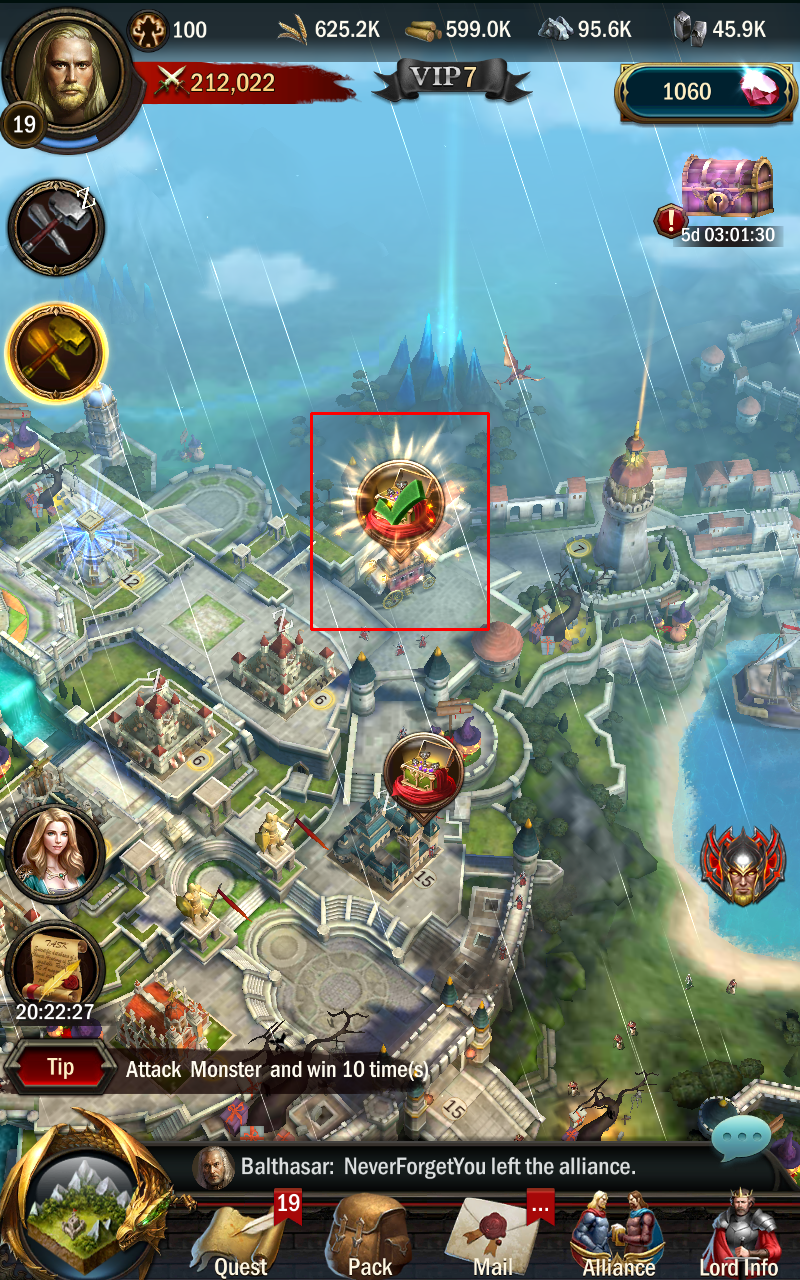 100
625.2K
599.0K
95.6K
45.9K
212,022
VIP7
1060
19
Z
5d 03:01:30
7
12
Z
6
Z
6
15
TASK
20:22:27
Tip
Attack Monster and win 10 time(s)
15
Balthasar: NeverForgetYou left the alliance.
19
...
Quest
Pack
Mail
Alliance
Lord Info